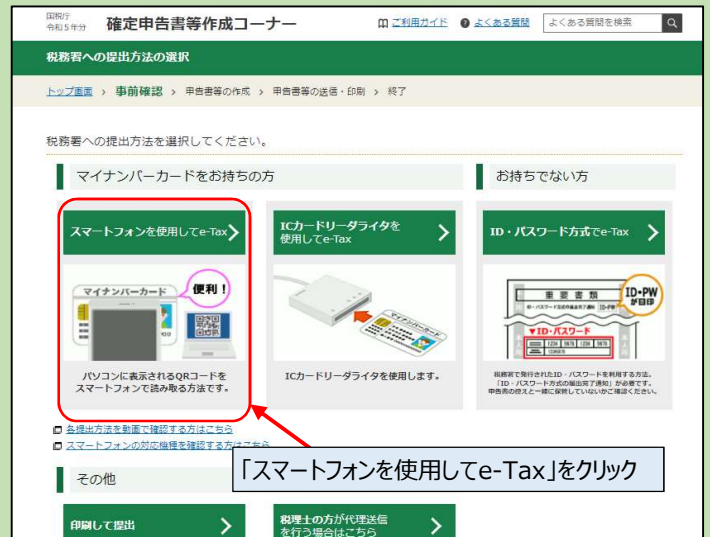 国税庁
令和5年分
確定申告書等作成コーナー
ご利用ガイド
よくある質問
よくある質問を検索
税務署への提出方法の選択
トップ画面 > 事前確認 > 申告書等の作成 > 申告書等の送信・印刷 > 終了
税務署への提出方法を選択してください。
マイナンバーカードをお持ちの方
お持ちでない方
スマートフォンを使用してe-Tax
ICカードリーダライタを
使用してe-Tax
ID・パスワード方式でe-Tax
マイナンバーカード
便利！
マイナンバーカード
重要書類
ID・PW
が目印
▼ID・パスワード
1234 5678 1234 5678
パソコンに表示されるQRコードを
スマートフォンで読み取る方法です。
ICカードリーダライタを使用します。
税務署で発行されたID・パスワードを利用する方法。
「ID・パスワード方式の届出完了通知」が必要です。
申告書の控えと一緒に保管していないかご確認ください。
各提出方法を動画で確認する方はこちら
スマートフォンの対応機種を確認する方はこちら
「スマートフォンを使用してe-Tax」をクリック
その他
印刷して提出
税理士の方が代理送信
を行う場合はこちら